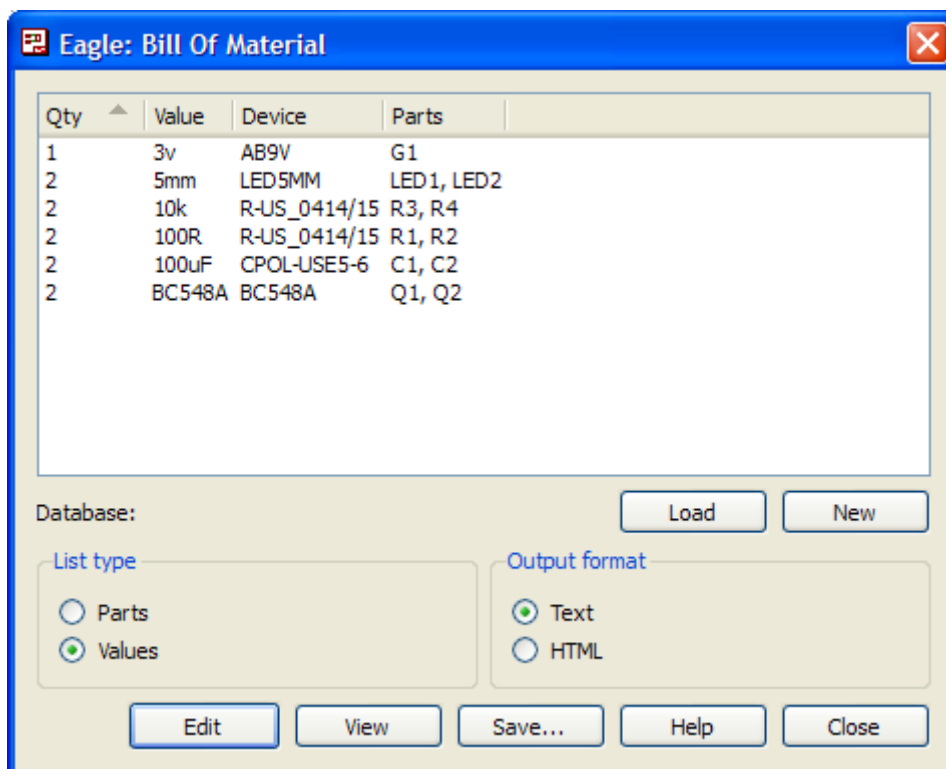 Eagle: Bill Of Material
Qty Value Device Parts
1 3v AB9V G1
2 5mm LED5MM LED1, LED2
2 10k R-US_0414/15 R3, R4
2 100R R-US_0414/15 R1, R2
2 100uF CPOL-USE5-6 C1, C2
2 BC548A BC548A Q1, Q2
Database: Load New
List type Output format
Parts Text
Values HTML
Edit View Save... Help Close